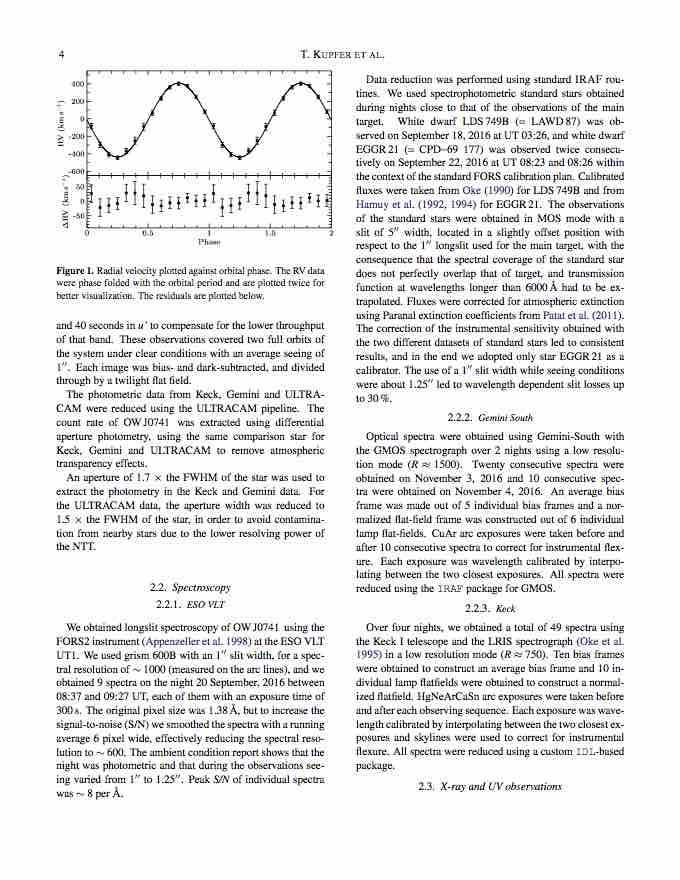 4
T. KUPFER ET AL.
400
200
0
-200
-400
-600
RV (km s⁻¹)
50
0
-50
ΔRV (km s⁻¹)
0
0.5
1
1.5
2
Phase
Figure 1. Radial velocity plotted against orbital phase. The RV data
were phase folded with the orbital period and are plotted twice for
better visualization. The residuals are plotted below.
and 40 seconds in u' to compensate for the lower throughput
of that band. These observations covered two full orbits of
the system under clear conditions with an average seeing of
1″. Each image was bias- and dark-subtracted, and divided
through by a twilight flat field.
The photometric data from Keck, Gemini and ULTRA-
CAM were reduced using the ULTRACAM pipeline. The
count rate of OW J0741 was extracted using differential
aperture photometry, using the same comparison star for
Keck, Gemini and ULTRACAM to remove atmospheric
transparency effects.
An aperture of 1.7 × the FWHM of the star was used to
extract the photometry in the Keck and Gemini data. For
the ULTRACAM data, the aperture width was reduced to
1.5 × the FWHM of the star, in order to avoid contamina-
tion from nearby stars due to the lower resolving power of
the NTT.
2.2. Spectroscopy
2.2.1. ESO VLT
We obtained longslit spectroscopy of OW J0741 using the
FORS2 instrument (Appenzeller et al. 1998) at the ESO VLT
UT1. We used grism 600B with an 1″ slit width, for a spec-
tral resolution of ∼ 1000 (measured on the arc lines), and we
obtained 9 spectra on the night 20 September, 2016 between
08:37 and 09:27 UT, each of them with an exposure time of
300 s. The original pixel size was 1.38 Å, but to increase the
signal-to-noise (S/N) we smoothed the spectra with a running
average 6 pixel wide, effectively reducing the spectral reso-
lution to ∼ 600. The ambient condition report shows that the
night was photometric and that during the observations see-
ing varied from 1″ to 1.25″. Peak S/N of individual spectra
was ∼ 8 per Å.
Data reduction was performed using standard IRAF rou-
tines. We used spectrophotometric standard stars obtained
during nights close to that of the observations of the main
target. White dwarf LDS 749B (= LAWD 87) was ob-
served on September 18, 2016 at UT 03:26, and white dwarf
EGGR 21 (= CPD–69 177) was observed twice consecu-
tively on September 22, 2016 at UT 08:23 and 08:26 within
the context of the standard FORS calibration plan. Calibrated
fluxes were taken from Oke (1990) for LDS 749B and from
Hamuy et al. (1992, 1994) for EGGR 21. The observations
of the standard stars were obtained in MOS mode with a
slit of 5″ width, located in a slightly offset position with
respect to the 1″ longslit used for the main target, with the
consequence that the spectral coverage of the standard star
does not perfectly overlap that of target, and transmission
function at wavelengths longer than 6000 Å had to be ex-
trapolated. Fluxes were corrected for atmospheric extinction
using Paranal extinction coefficients from Patat et al. (2011).
The correction of the instrumental sensitivity obtained with
the two different datasets of standard stars led to consistent
results, and in the end we adopted only star EGGR 21 as a
calibrator. The use of a 1″ slit width while seeing conditions
were about 1.25″ led to wavelength dependent slit losses up
to 30 %.
2.2.2. Gemini South
Optical spectra were obtained using Gemini-South with
the GMOS spectrograph over 2 nights using a low resolu-
tion mode (R ≈ 1500). Twenty consecutive spectra were
obtained on November 3, 2016 and 10 consecutive spec-
tra were obtained on November 4, 2016. An average bias
frame was made out of 5 individual bias frames and a nor-
malized flat-field frame was constructed out of 6 individual
lamp flat-fields. CuAr arc exposures were taken before and
after 10 consecutive spectra to correct for instrumental flex-
ure. Each exposure was wavelength calibrated by interpo-
lating between the two closest exposures. All spectra were
reduced using the IRAF package for GMOS.
2.2.3. Keck
Over four nights, we obtained a total of 49 spectra using
the Keck I telescope and the LRIS spectrograph (Oke et al.
1995) in a low resolution mode (R ≈ 750). Ten bias frames
were obtained to construct an average bias frame and 10 in-
dividual lamp flatfields were obtained to construct a normal-
ized flatfield. HgNeArCaSn arc exposures were taken before
and after each observing sequence. Each exposure was wave-
length calibrated by interpolating between the two closest ex-
posures and skylines were used to correct for instrumental
flexure. All spectra were reduced using a custom IDL-based
package.
2.3. X-ray and UV observations